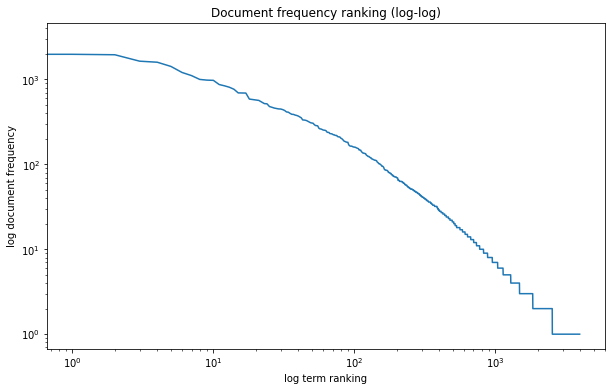 Document frequency ranking (log-log)
log document frequency
10³
10²
10¹
10⁰
10⁰ 10¹ 10² 10³
log term ranking